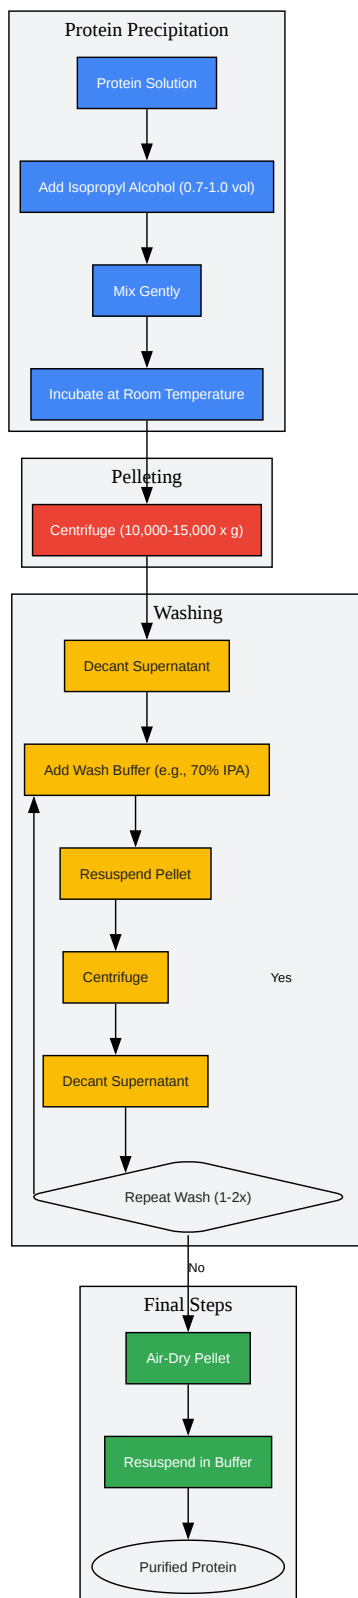 Protein Precipitation
Protein Solution
Add Isopropyl Alcohol (0.7-1.0 vol)
Mix Gently
Incubate at Room Temperature
Pelleting
Centrifuge (10,000-15,000 x g)
Washing
Decant Supernatant
Add Wash Buffer (e.g., 70% IPA)
Resuspend Pellet
Centrifuge
Yes
Decant Supernatant
Repeat Wash (1-2x)
No
Final Steps
Air-Dry Pellet
Resuspend in Buffer
Purified Protein